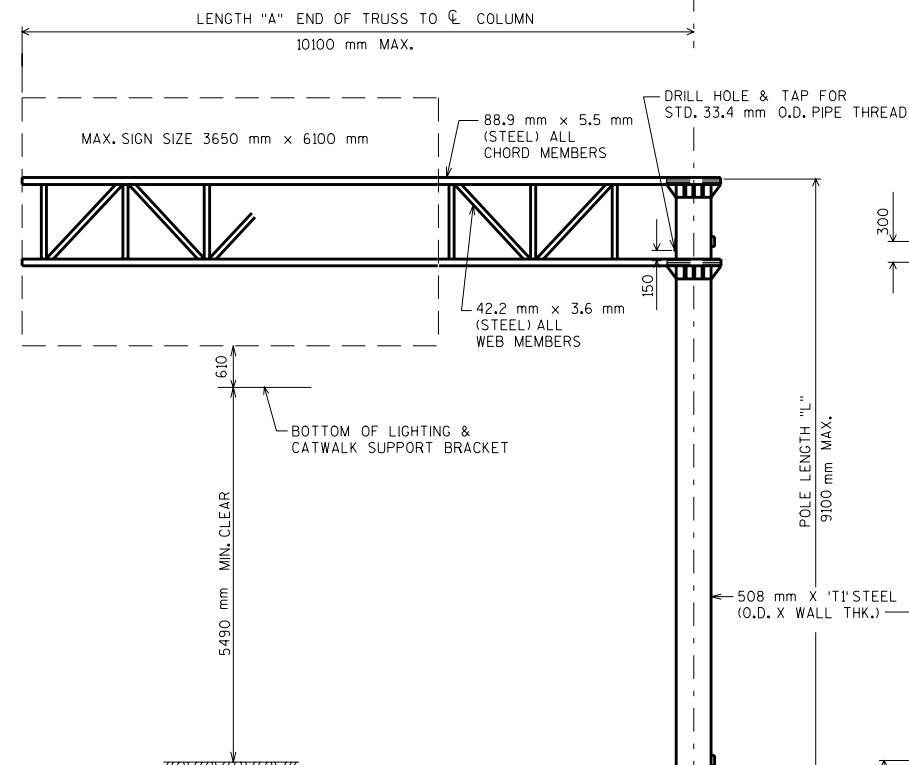 LENGTH "A" END OF TRUSS TO ℄ COLUMN
10100 mm MAX.
DRILL HOLE & TAP FOR
STD. 33.4 mm O.D. PIPE THREAD
88.9 mm x 5.5 mm
(STEEL) ALL
CHORD MEMBERS
MAX. SIGN SIZE 3650 mm x 6100 mm
300
150
42.2 mm x 3.6 mm
(STEEL) ALL
WEB MEMBERS
610
BOTTOM OF LIGHTING &
CATWALK SUPPORT BRACKET
POLE LENGTH "L"
9100 mm MAX.
5490 mm MIN. CLEAR
508 mm X 'T1' STEEL
(O.D. X WALL THK.)